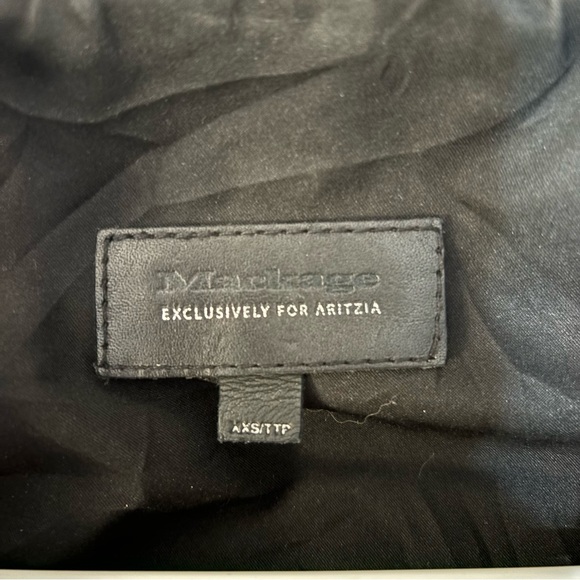 Mackage
EXCLUSIVELY FOR ARITZIA
XXS/TTP